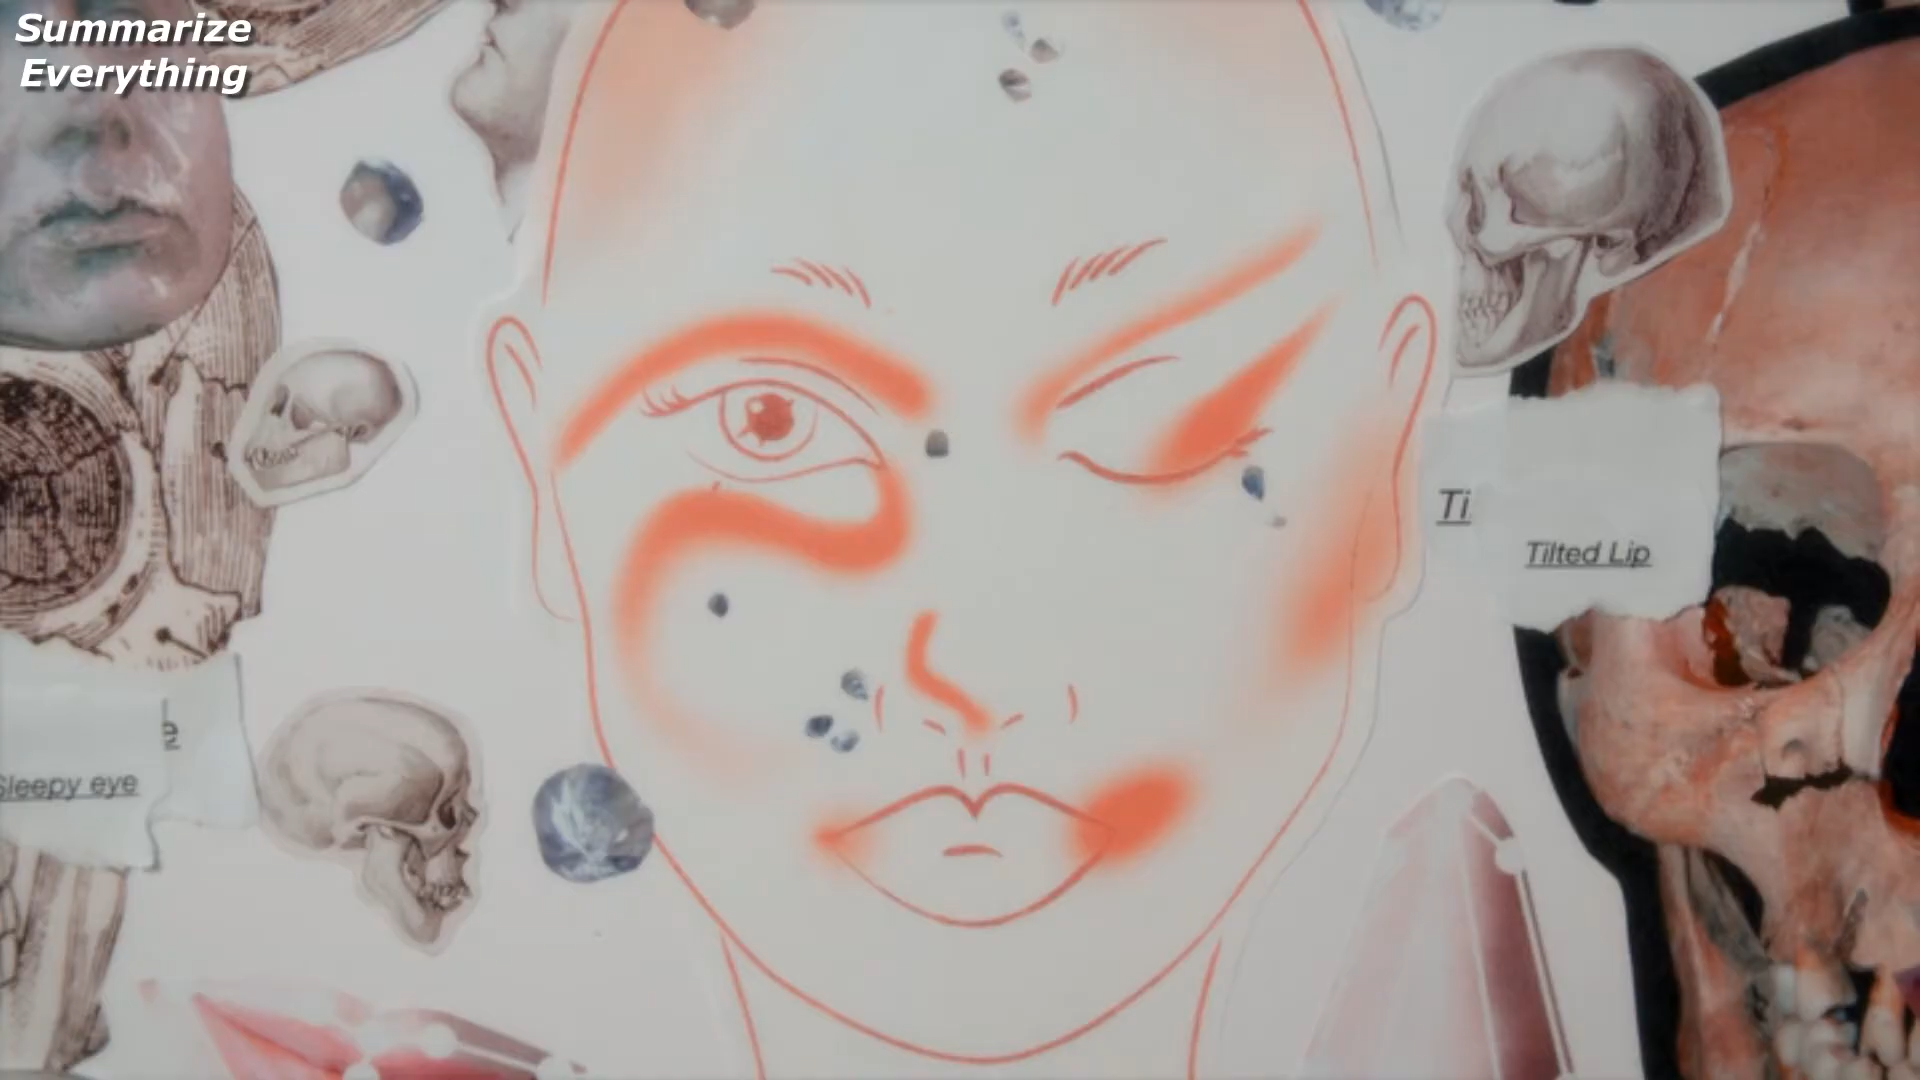 Summarize
Everything
Ti
Tilted Lip
Sleepy eye